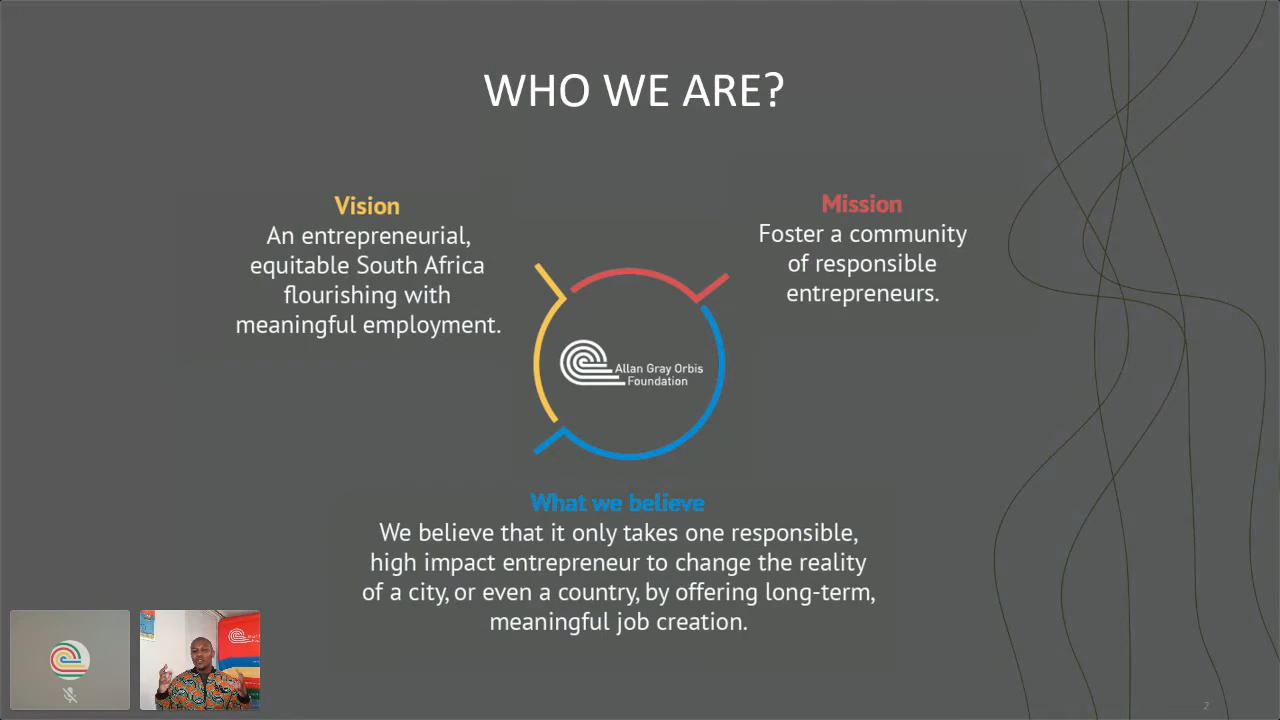 WHO WE ARE?
Vision
An entrepreneurial,
equitable South Africa
flourishing with
meaningful employment.
Mission
Foster a community
of responsible
entrepreneurs.
Allan Gray Orbis
Foundation
What we believe
We believe that it only takes one responsible,
high impact entrepreneur to change the reality
of a city, or even a country, by offering long-term,
meaningful job creation.
2